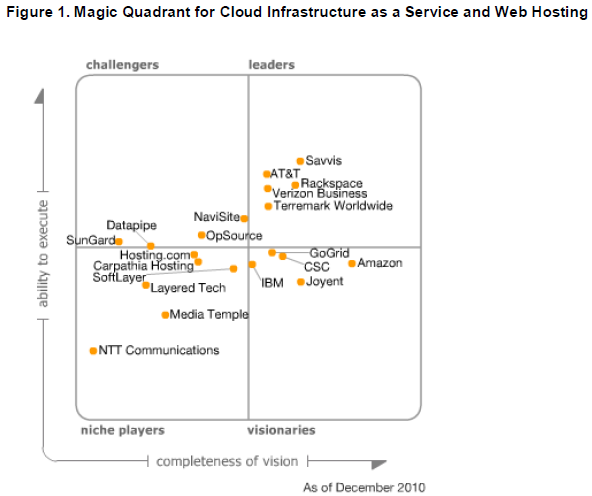 Figure 1. Magic Quadrant for Cloud Infrastructure as a Service and Web Hosting
challengers
leaders
Savvis
AT&T
Rackspace
Verizon Business
Terremark Worldwide
NaviSite
Datapipe
OpSource
SunGard
Hosting.com
GoGrid
Carpathia Hosting
CSC
Amazon
SoftLayer
IBM
Joyent
Layered Tech
Media Temple
NTT Communications
ability to execute
niche players
visionaries
completeness of vision
As of December 2010